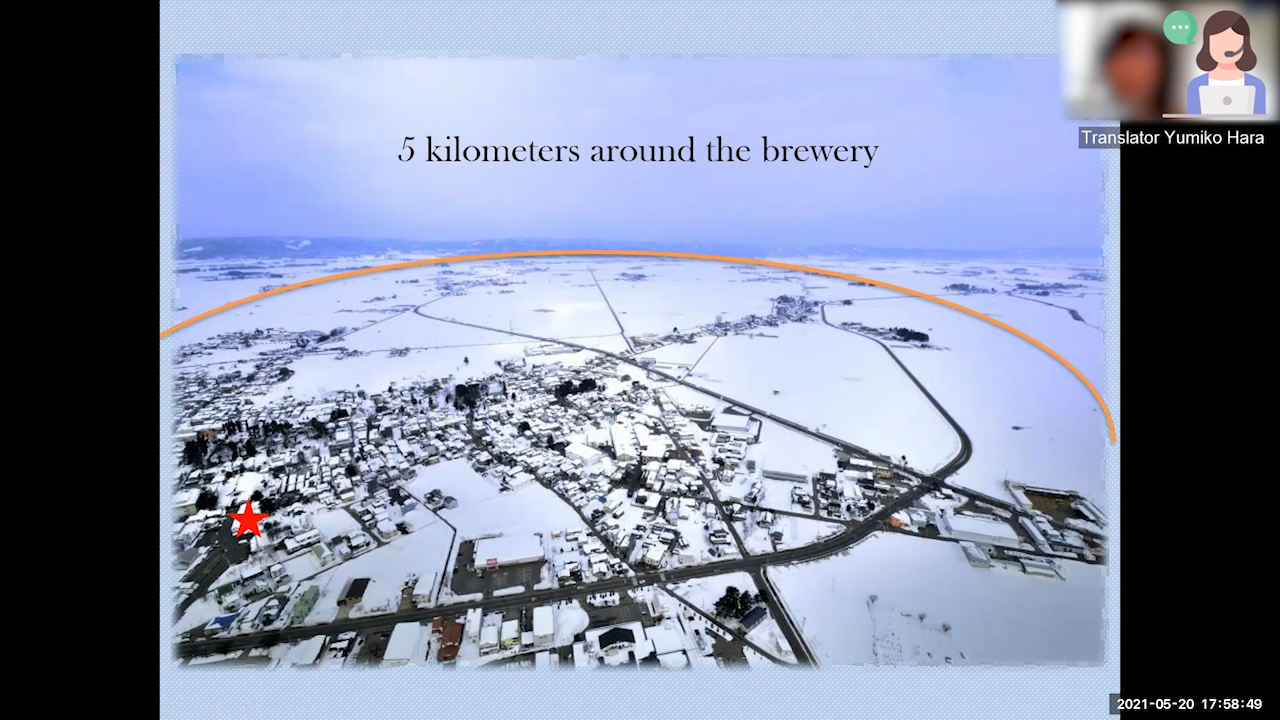 5 kilometers around the brewery
Translator Yumiko Hara
2021-05-20 17:58:49